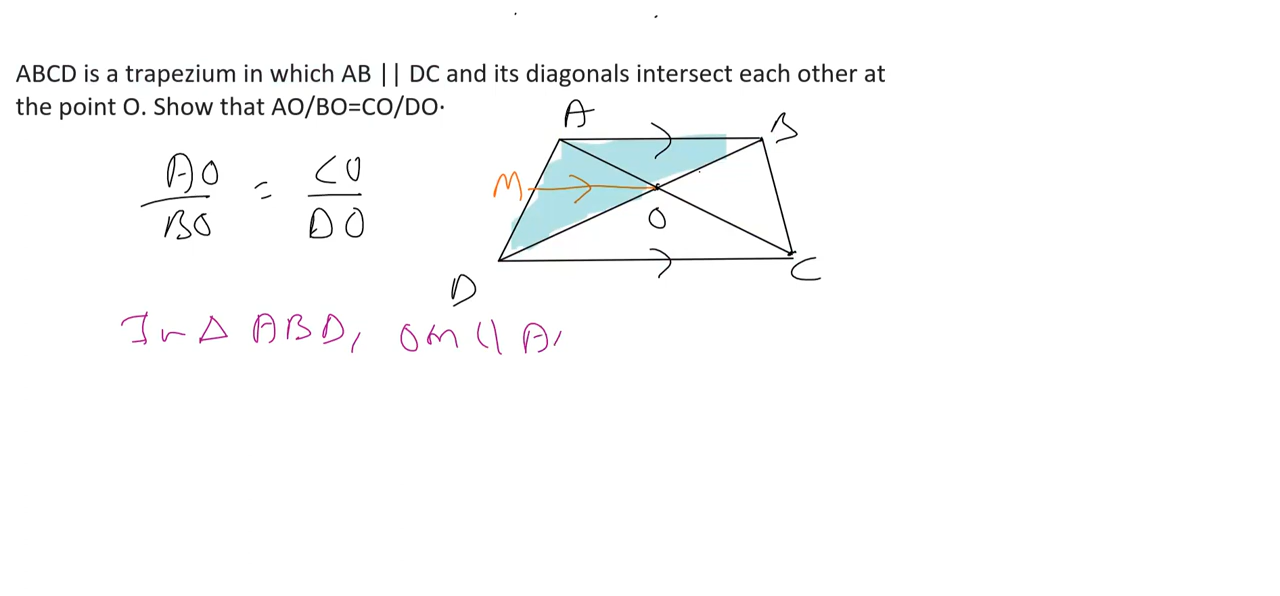 ABCD is a trapezium in which AB || DC and its diagonals intersect each other at
the point O. Show that AO/BO=CO/DO·
A
B
AO/BO = CO/DO
M
O
C
D
In Δ ABD, OM || A